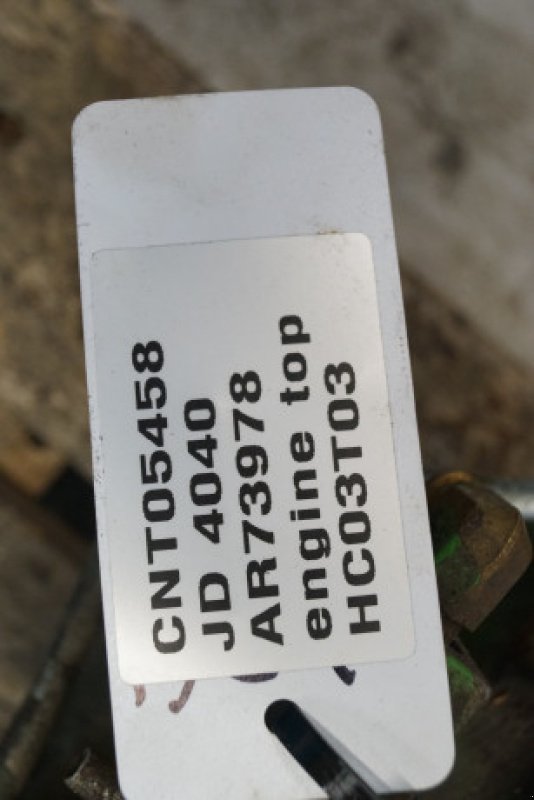 CNT05458
JD 4040
AR73978
engine top
HC03T03